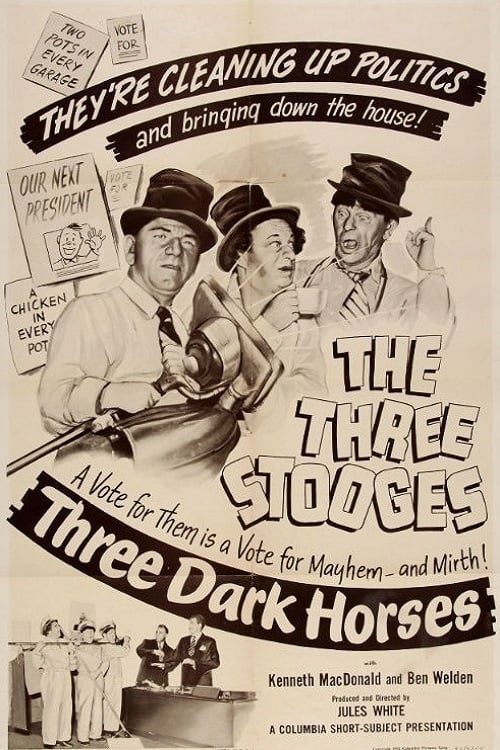 TWO
POTS IN
EVERY
GARAGE
VOTE
FOR
THEY'RE CLEANING UP POLITICS
and bringing down the house!
OUR NEXT
PRESIDENT
VOTE
FOR
A
CHICKEN
IN
EVERY
POT
THE
THREE
STOOGES
A Vote for Them is a Vote for Mayhem – and Mirth!
Three Dark Horses
with
Kenneth MacDonald and Ben Welden
Produced and Directed by
JULES WHITE
A COLUMBIA SHORT-SUBJECT PRESENTATION